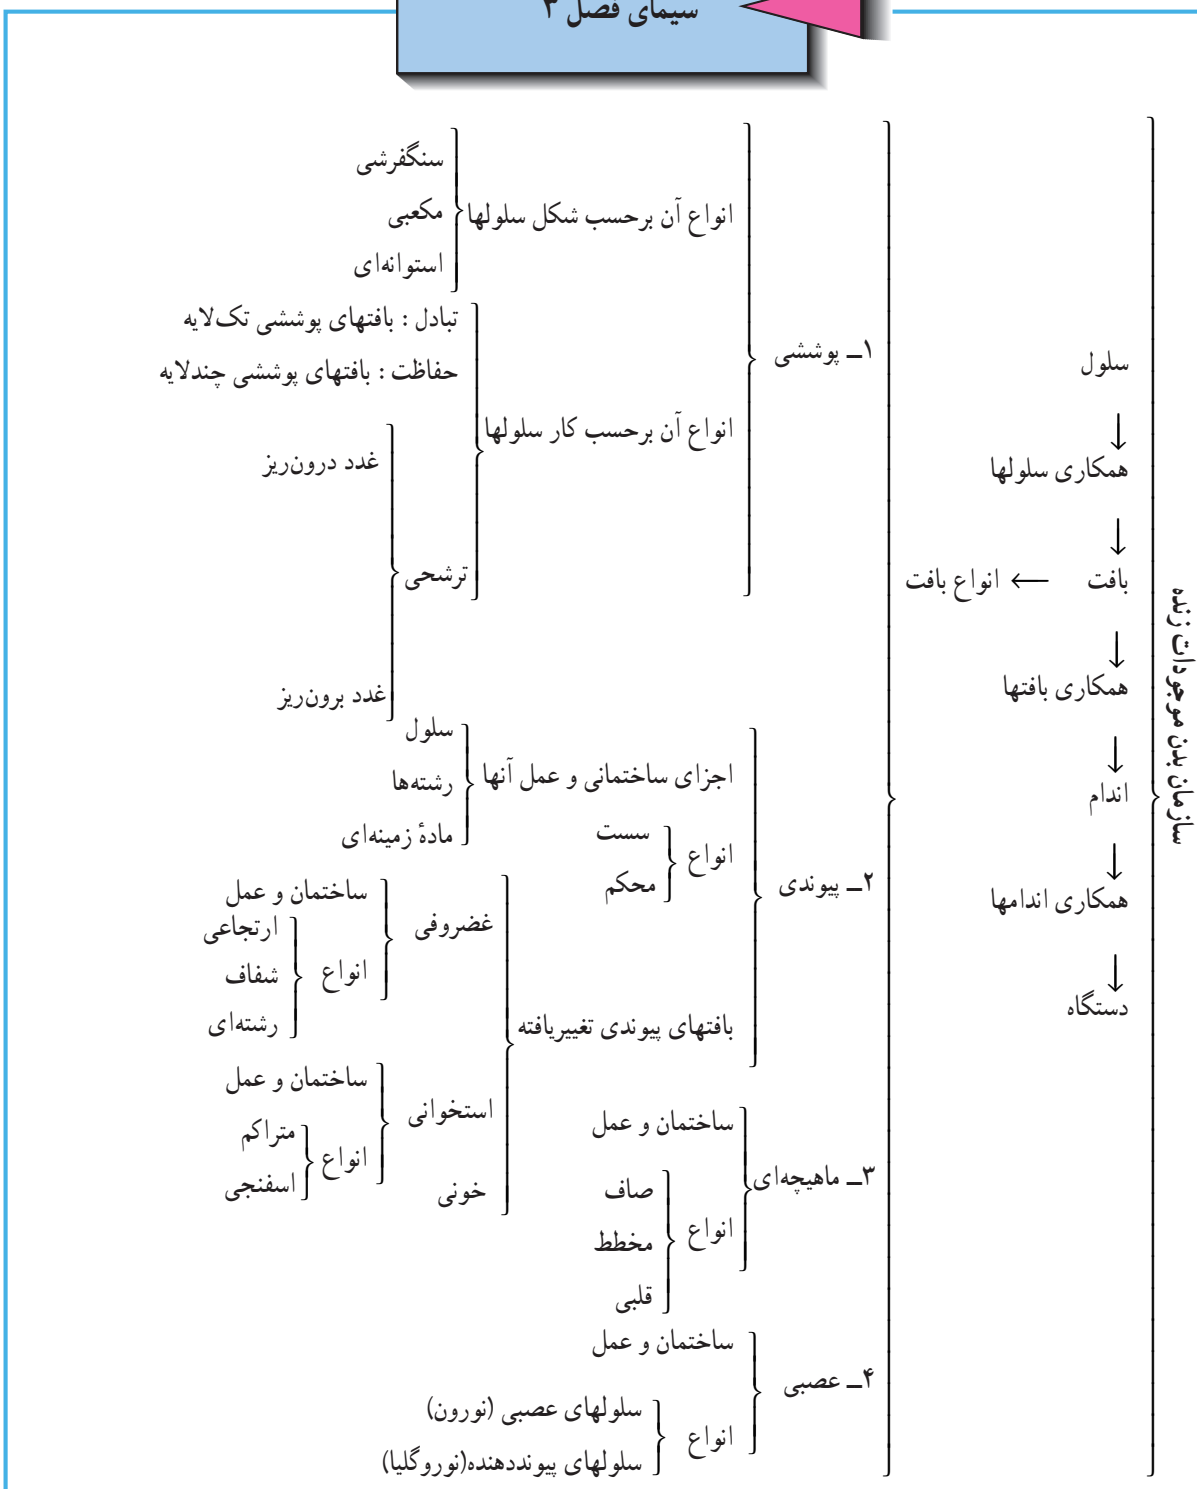 سیمای فصل ۳
سازمان بدن موجودات زنده
سلول
↓
همکاری سلولها
↓
بافت ← انواع بافت
↓
همکاری بافتها
↓
اندام
↓
همکاری اندامها
↓
دستگاه
۱ــ پوششی
انواع آن برحسب شکل سلولها
سنگفرشی
مکعبی
استوانه‌ای
انواع آن برحسب کار سلولها
تبادل : بافتهای پوششی تک‌لایه
حفاظت : بافتهای پوششی چندلایه
ترشحی
غدد درون‌ریز
غدد برون‌ریز
۲ــ پیوندی
اجزای ساختمانی و عمل آنها
سلول
رشته‌ها
مادهٔ زمینه‌ای
انواع
سست
محکم
بافتهای پیوندی تغییریافته
غضروفی
ساختمان و عمل
انواع
ارتجاعی
شفاف
رشته‌ای
استخوانی
ساختمان و عمل
انواع
متراکم
اسفنجی
خونی
۳ــ ماهیچه‌ای
ساختمان و عمل
انواع
صاف
مخطط
قلبی
۴ــ عصبی
ساختمان و عمل
انواع
سلولهای عصبی (نورون)
سلولهای پیونددهنده(نوروگلیا)